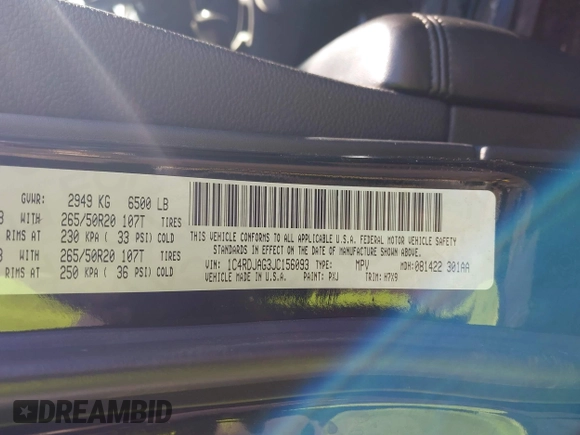 GVWR: 2949 KG 6500 LB
WITH 265/50R20 107T TIRES
RIMS AT 230 KPA ( 33 PSI) COLD
WITH 265/50R20 107T TIRES
RIMS AT 250 KPA ( 36 PSI) COLD
THIS VEHICLE CONFORMS TO ALL APPLICABLE U.S.A. FEDERAL MOTOR VEHICLE SAFETY
STANDARDS IN EFFECT ON THE DATE OF MANUFACTURE SHOWN ABOVE.
VIN: 1C4RDJAG3JC156093 TYPE: MPV MDH: 081422 301AA
VEHICLE MADE IN U.S.A. PAINT: PXJ TRIM: H7X9
DREAMBID